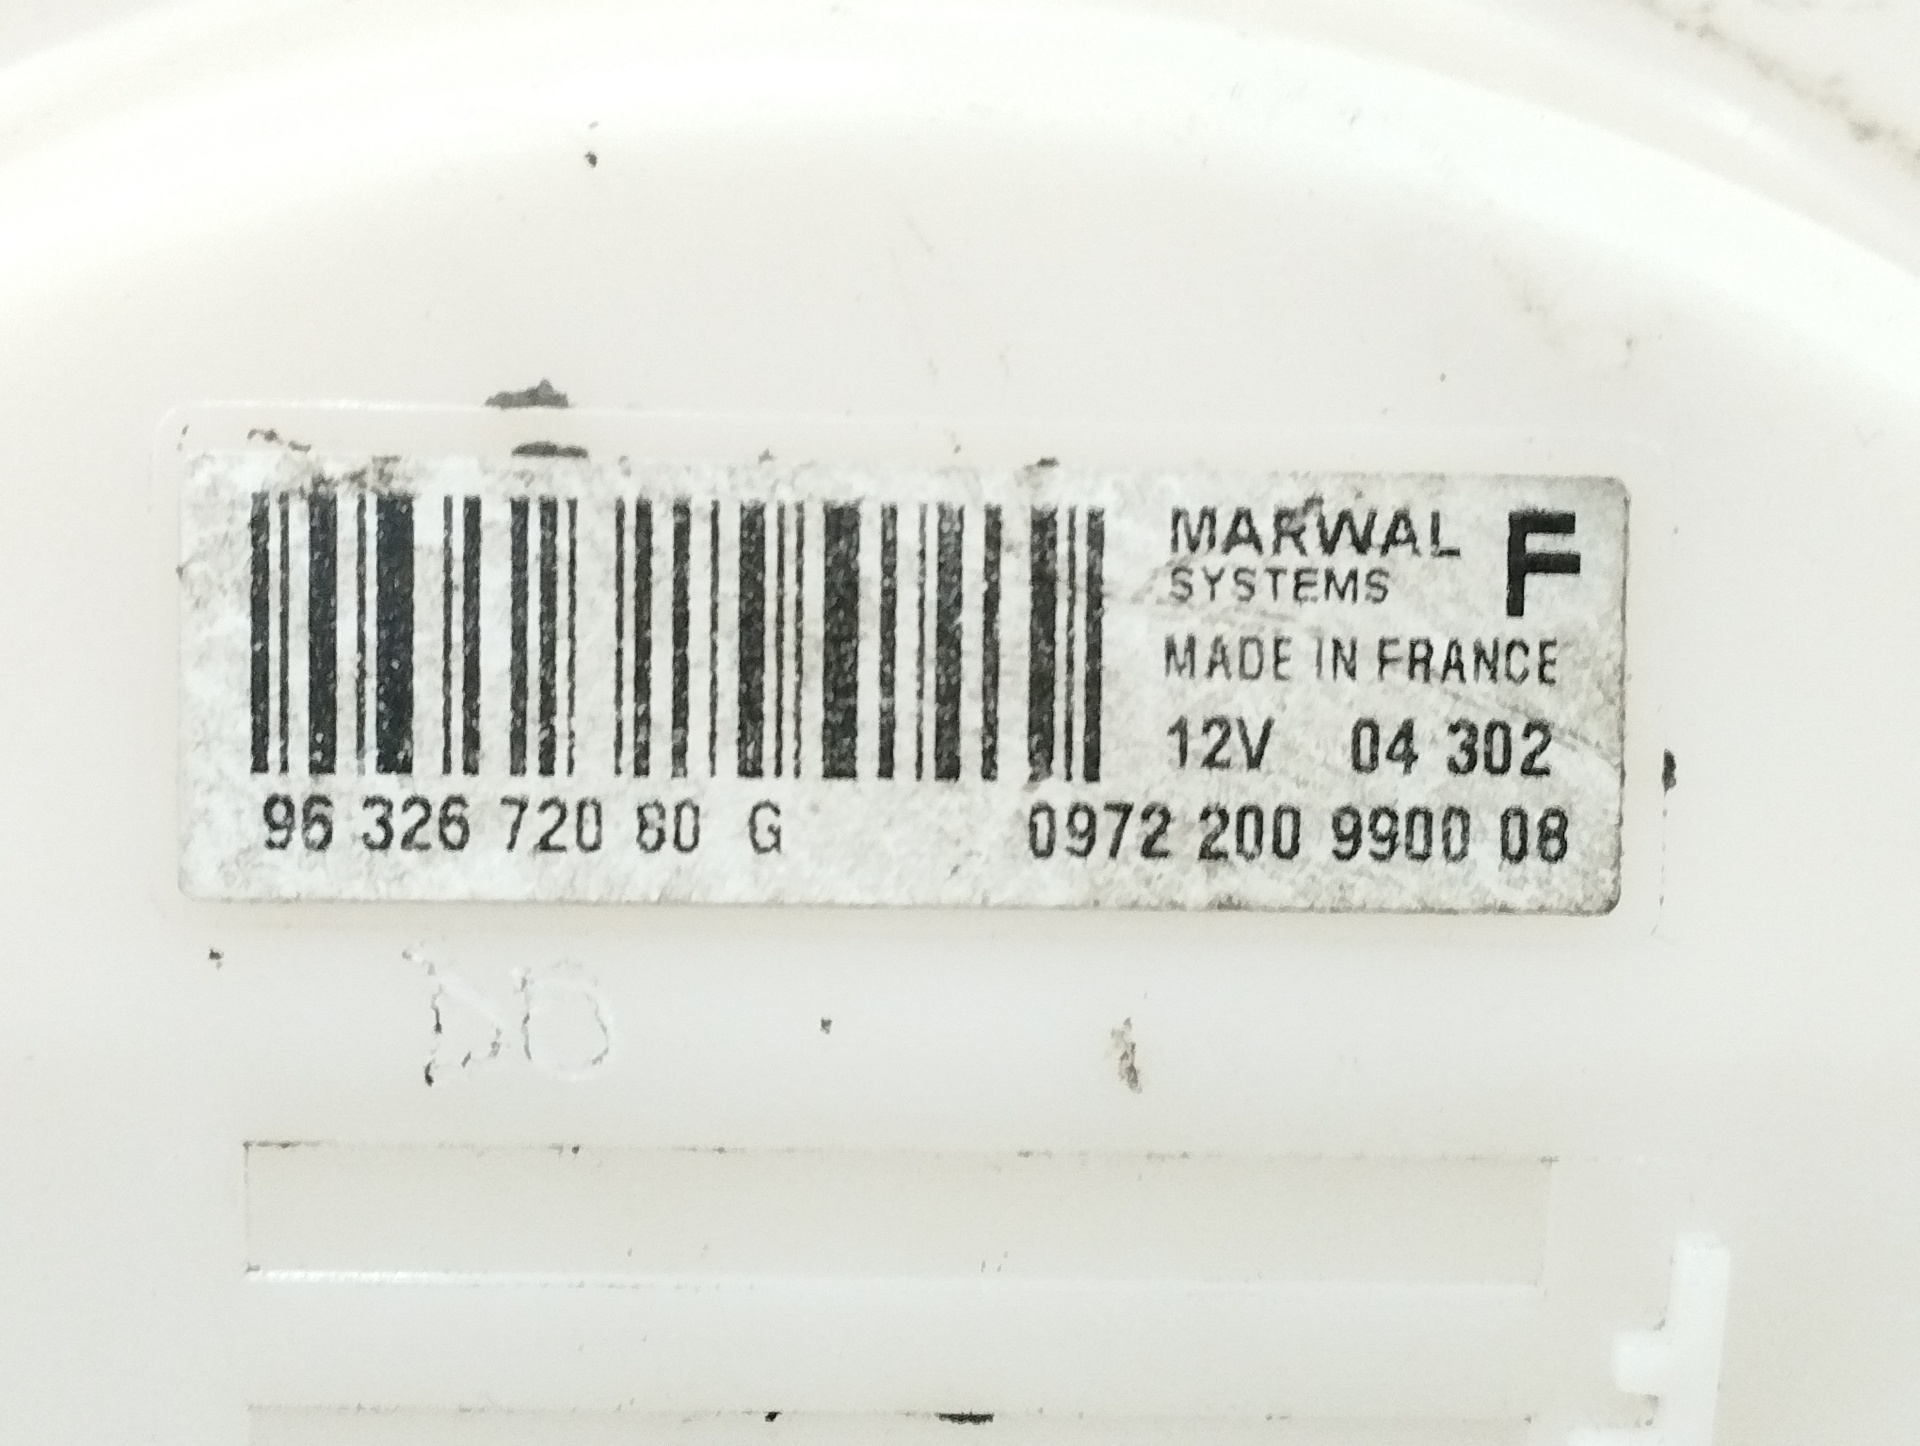 MARWAL F
SYSTEMS
MADE IN FRANCE
12V 04 302
96 326 720 80 G 0972 200 9900 08